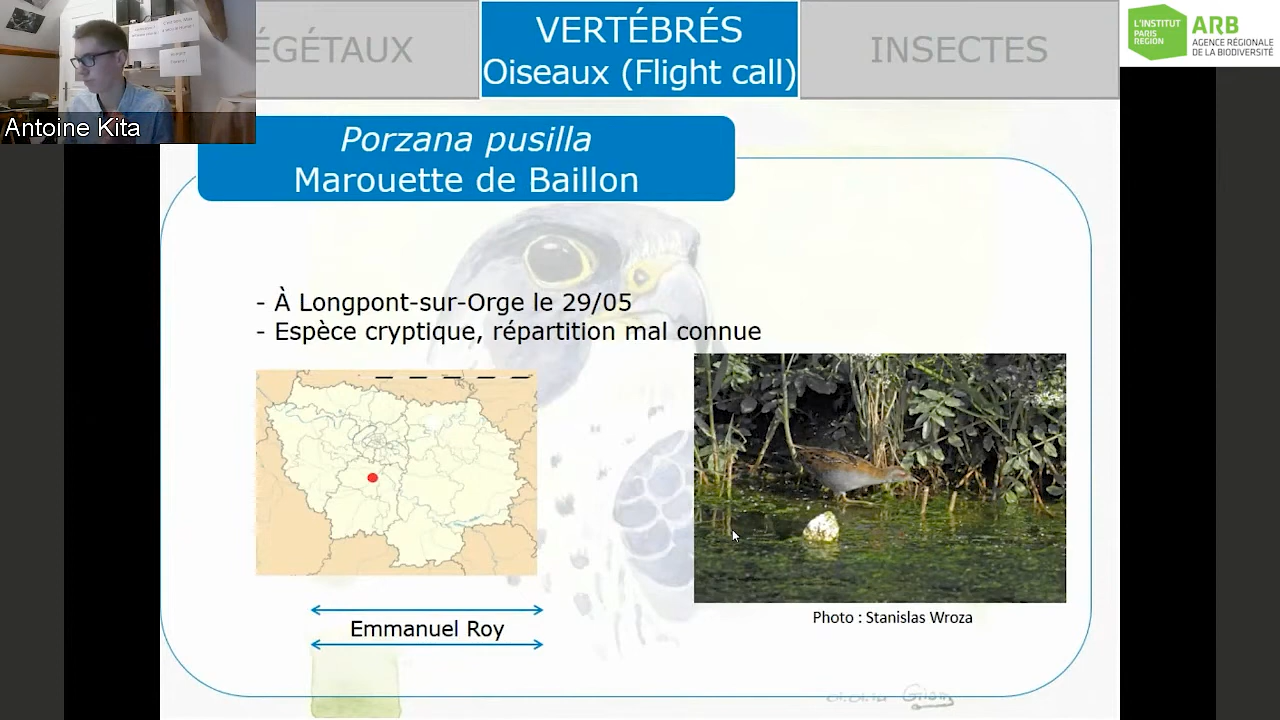 ÉGÉTAUX
VERTÉBRÉS
Oiseaux (Flight call)
INSECTES
L'INSTITUT
PARIS
REGION
ARB
AGENCE RÉGIONALE
DE LA BIODIVERSITÉ
Antoine Kita
Porzana pusilla
Marouette de Baillon
- À Longpont-sur-Orge le 29/05
- Espèce cryptique, répartition mal connue
Emmanuel Roy
Photo : Stanislas Wroza